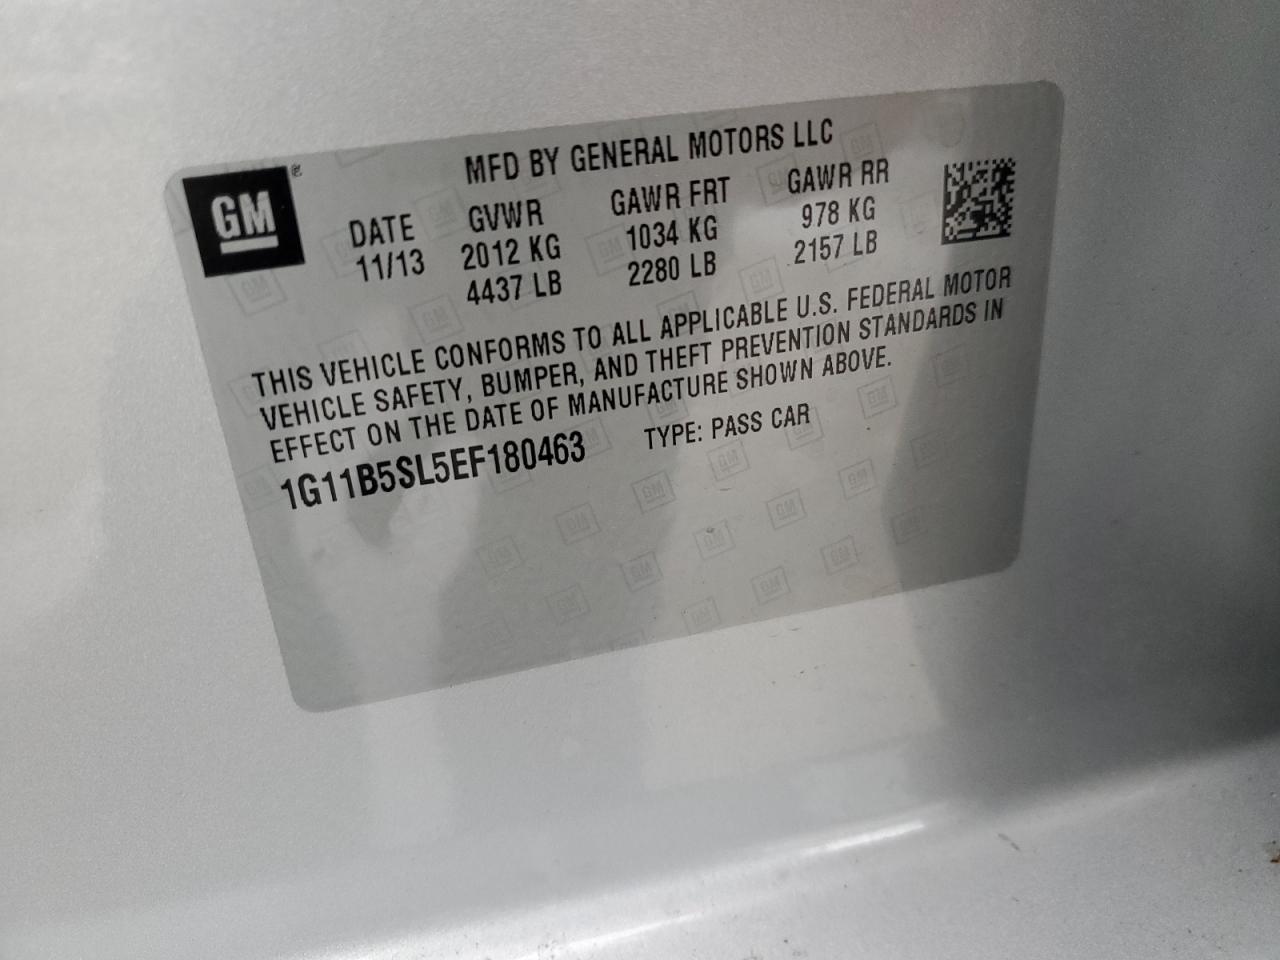 MFD BY GENERAL MOTORS LLC
GM®
DATE GVWR GAWR FRT GAWR RR
11/13 2012 KG 1034 KG 978 KG
4437 LB 2280 LB 2157 LB
THIS VEHICLE CONFORMS TO ALL APPLICABLE U.S. FEDERAL MOTOR
VEHICLE SAFETY, BUMPER, AND THEFT PREVENTION STANDARDS IN
EFFECT ON THE DATE OF MANUFACTURE SHOWN ABOVE.
1G11B5SL5EF180463 TYPE: PASS CAR